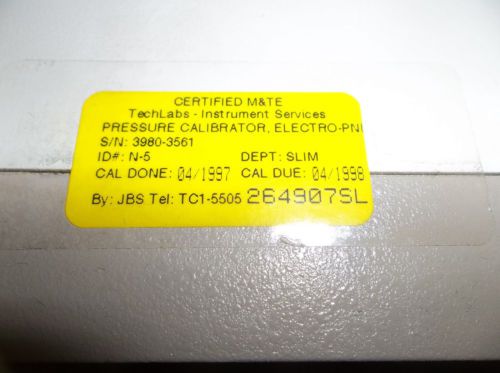 CERTIFIED M&TE
TechLabs - Instrument Services
PRESSURE CALIBRATOR, ELECTRO-PNI
S/N: 3980-3561
ID#: N-5 DEPT: SLIM
CAL DONE: 04/1997 CAL DUE: 04/1998
By: JBS Tel: TC1-5505 264907SL